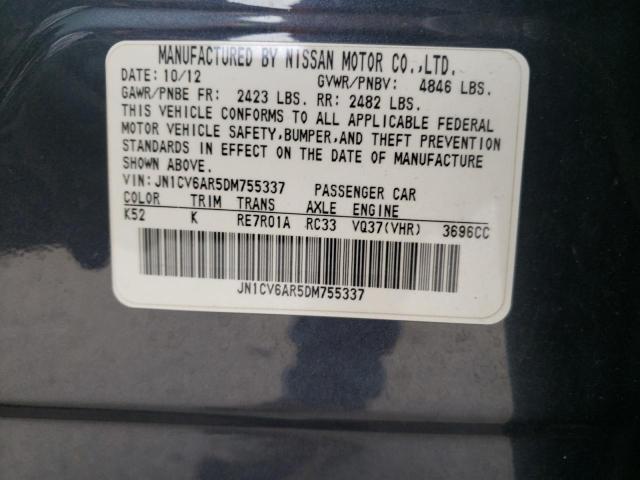 MANUFACTURED BY NISSAN MOTOR CO.,LTD.
DATE: 10/12 GVWR/PNBV: 4846 LBS.
GAWR/PNBE FR: 2423 LBS. RR: 2482 LBS.
THIS VEHICLE CONFORMS TO ALL APPLICABLE FEDERAL
MOTOR VEHICLE SAFETY,BUMPER,AND THEFT PREVENTION
STANDARDS IN EFFECT ON THE DATE OF MANUFACTURE
SHOWN ABOVE.
VIN:JN1CV6AR5DM755337 PASSENGER CAR
COLOR TRIM TRANS AXLE ENGINE
K52 K RE7R01A RC33 VQ37(VHR) 3696CC
JN1CV6AR5DM755337